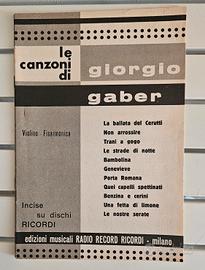 le
canzoni
di
giorgio
gaber
Violino - Fisarmonica
La ballata del Cerutti
Non arrossire
Trani a gogo
Le strade di notte
Bambolina
Genevieve
Porta Romana
Quei capelli spettinati
Benzina e cerini
Una fetta di limone
Le nostre serate
Incise
su dischi
RICORDI
edizioni musicali RADIO RECORD RICORDI - milano